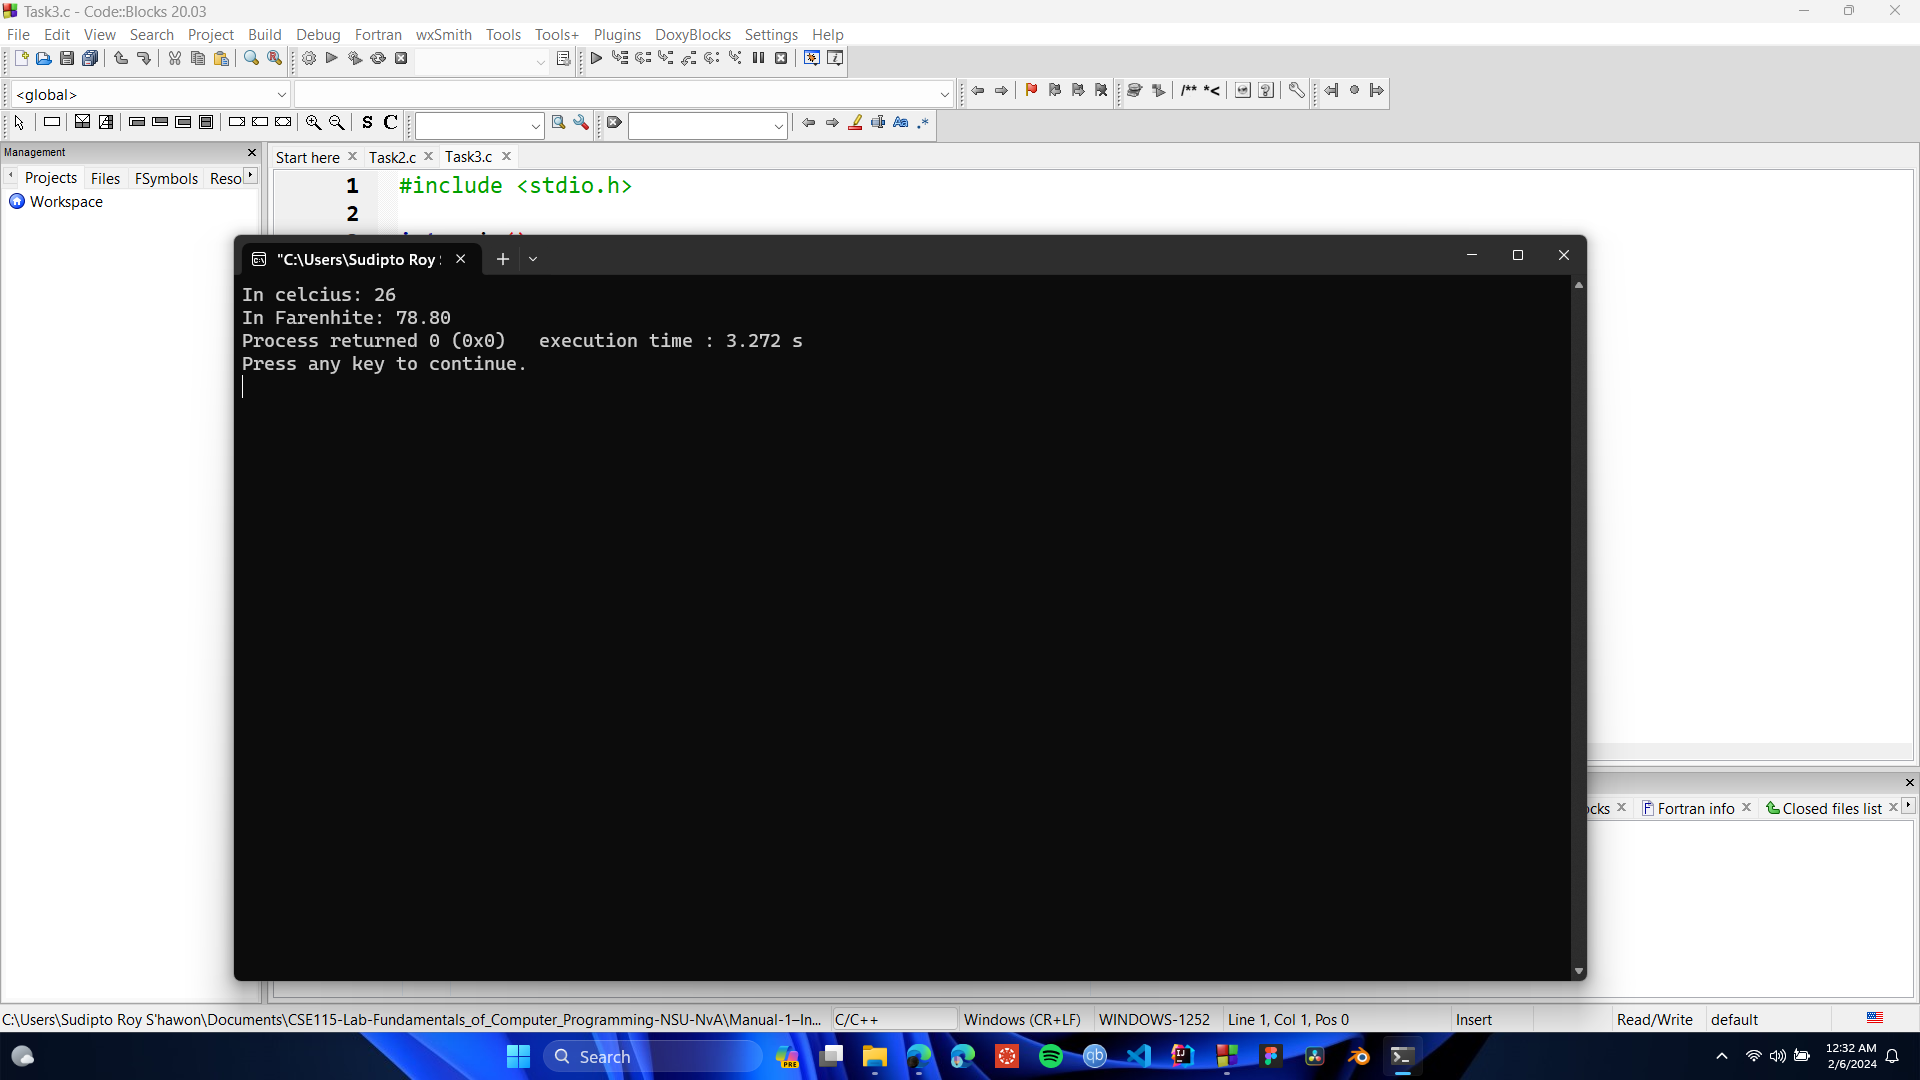 Task3.c - Code::Blocks 20.03
File Edit View Search Project Build Debug Fortran wxSmith Tools Tools+ Plugins DoxyBlocks Settings Help
<global>
/** *<
S C
Aa .*
Management
Projects Files FSymbols Reso
Workspace
Start here Task2.c Task3.c
1 #include <stdio.h>
2
"C:\Users\Sudipto Roy
In celcius: 26
In Farenhite: 78.80
Process returned 0 (0x0)   execution time : 3.272 s
Press any key to continue.
ocks Fortran info Closed files list
C:\Users\Sudipto Roy S'hawon\Documents\CSE115-Lab-Fundamentals_of_Computer_Programming-NSU-NvA\Manual-1–In... C/C++ Windows (CR+LF) WINDOWS-1252 Line 1, Col 1, Pos 0 Insert Read/Write default
Search PRE qb 12:32 AM
2/6/2024